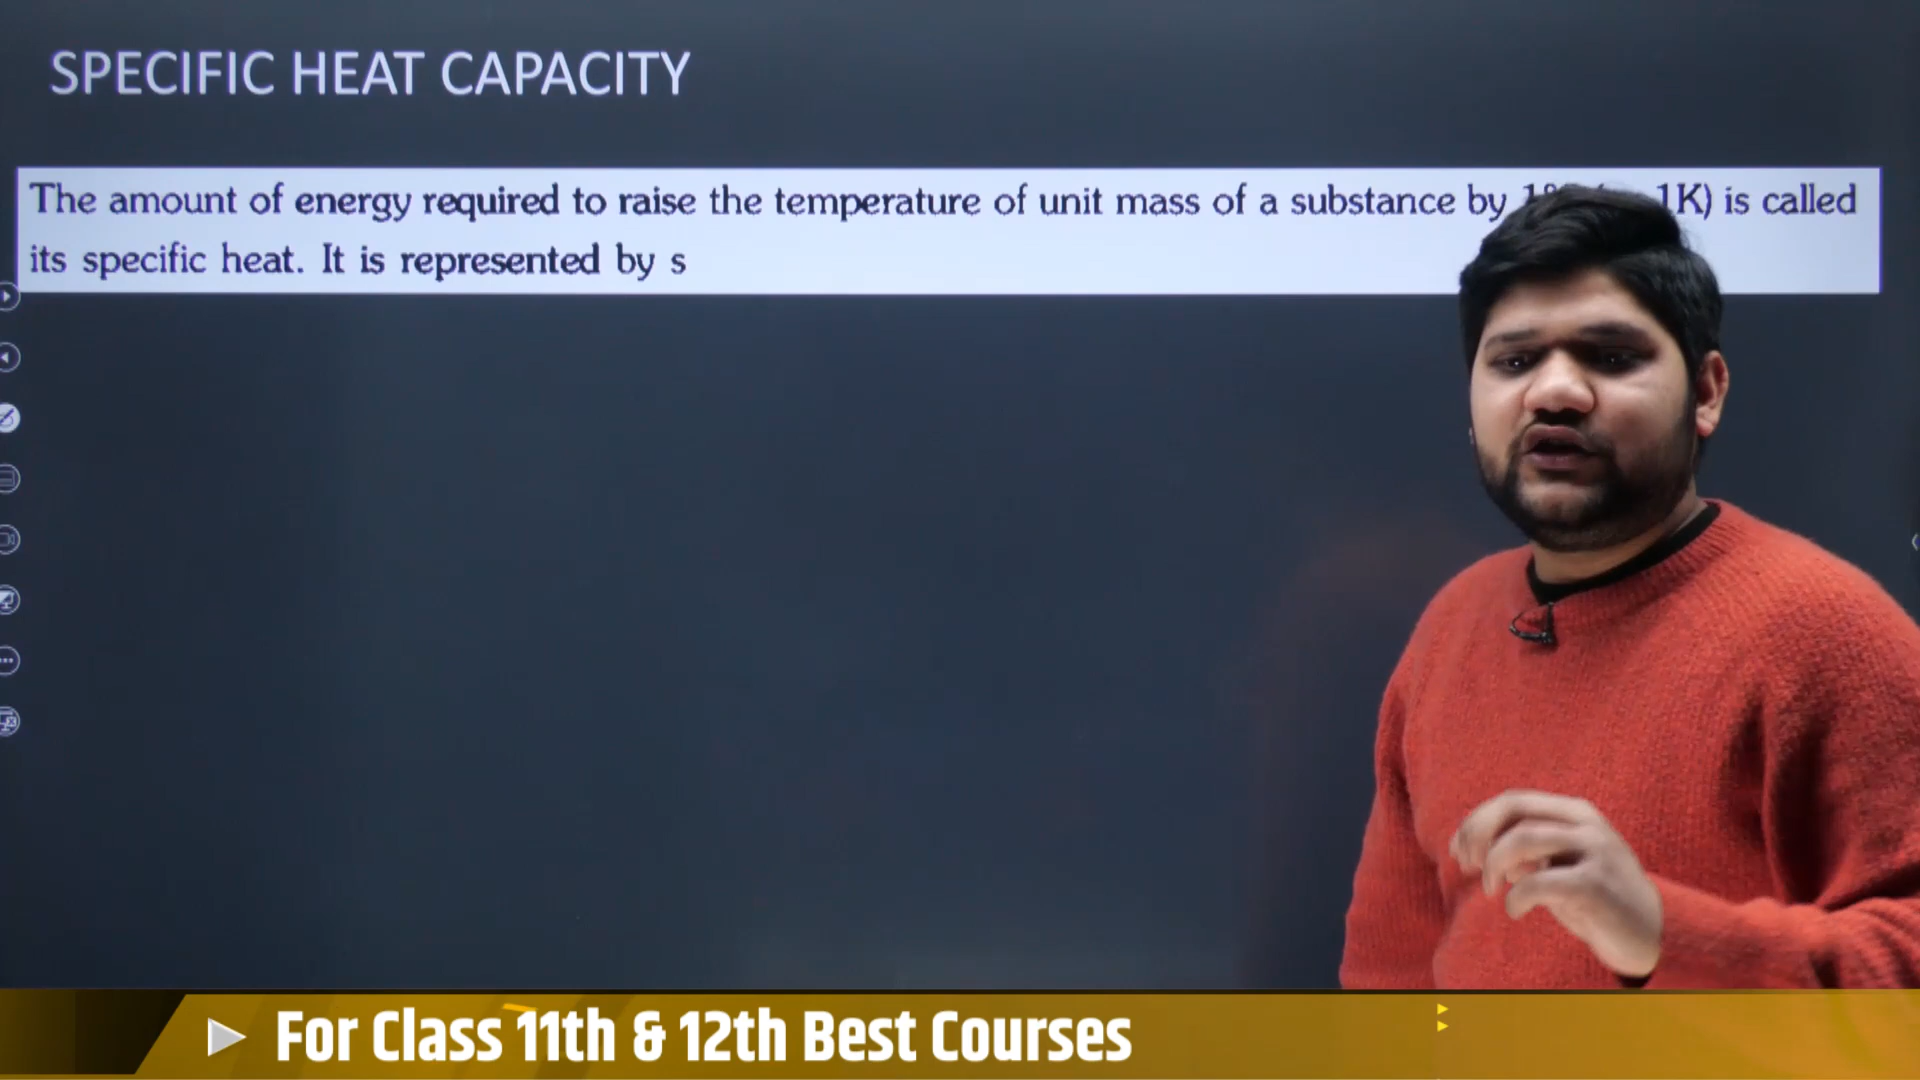 SPECIFIC HEAT CAPACITY
The amount of energy required to raise the temperature of unit mass of a substance by 1K) is called
its specific heat. It is represented by s
For Class 11th & 12th Best Courses